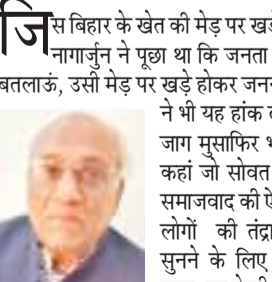 जिस बिहार के खेत की मेड़ पर खड़े
नागार्जुन ने पूछा था कि जनता
बतलाऊं, उसी मेड़ पर खड़े होकर जन
ने भी यह हांक
जाग मुसाफिर
कहां जो सोवत
समाजवाद की
लोगों की तंद्रा
सुनने के लिए